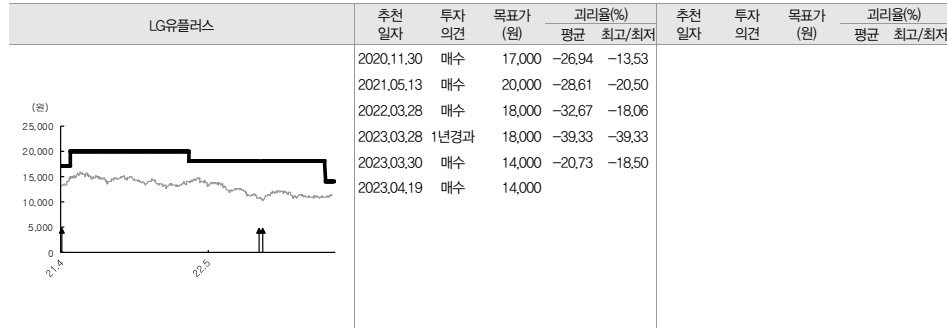 LG유플러스
추천 일자 투자 의견 목표가 (원) 괴리율(%) 평균 최고/최저 추천 일자 투자 의견 목표가 (원) 괴리율(%) 평균 최고/최저
2020.11.30 매수 17,000 -26.94 -13.53
2021.05.13 매수 20,000 -28.61 -20.50
2022.03.28 매수 18,000 -32.67 -18.06
2023.03.28 1년경과 18,000 -39.33 -39.33
2023.03.30 매수 14,000 -20.73 -18.50
2023.04.19 매수 14,000
(원)
25,000
20,000
15,000
10,000
5,000
0
21.4 22.5